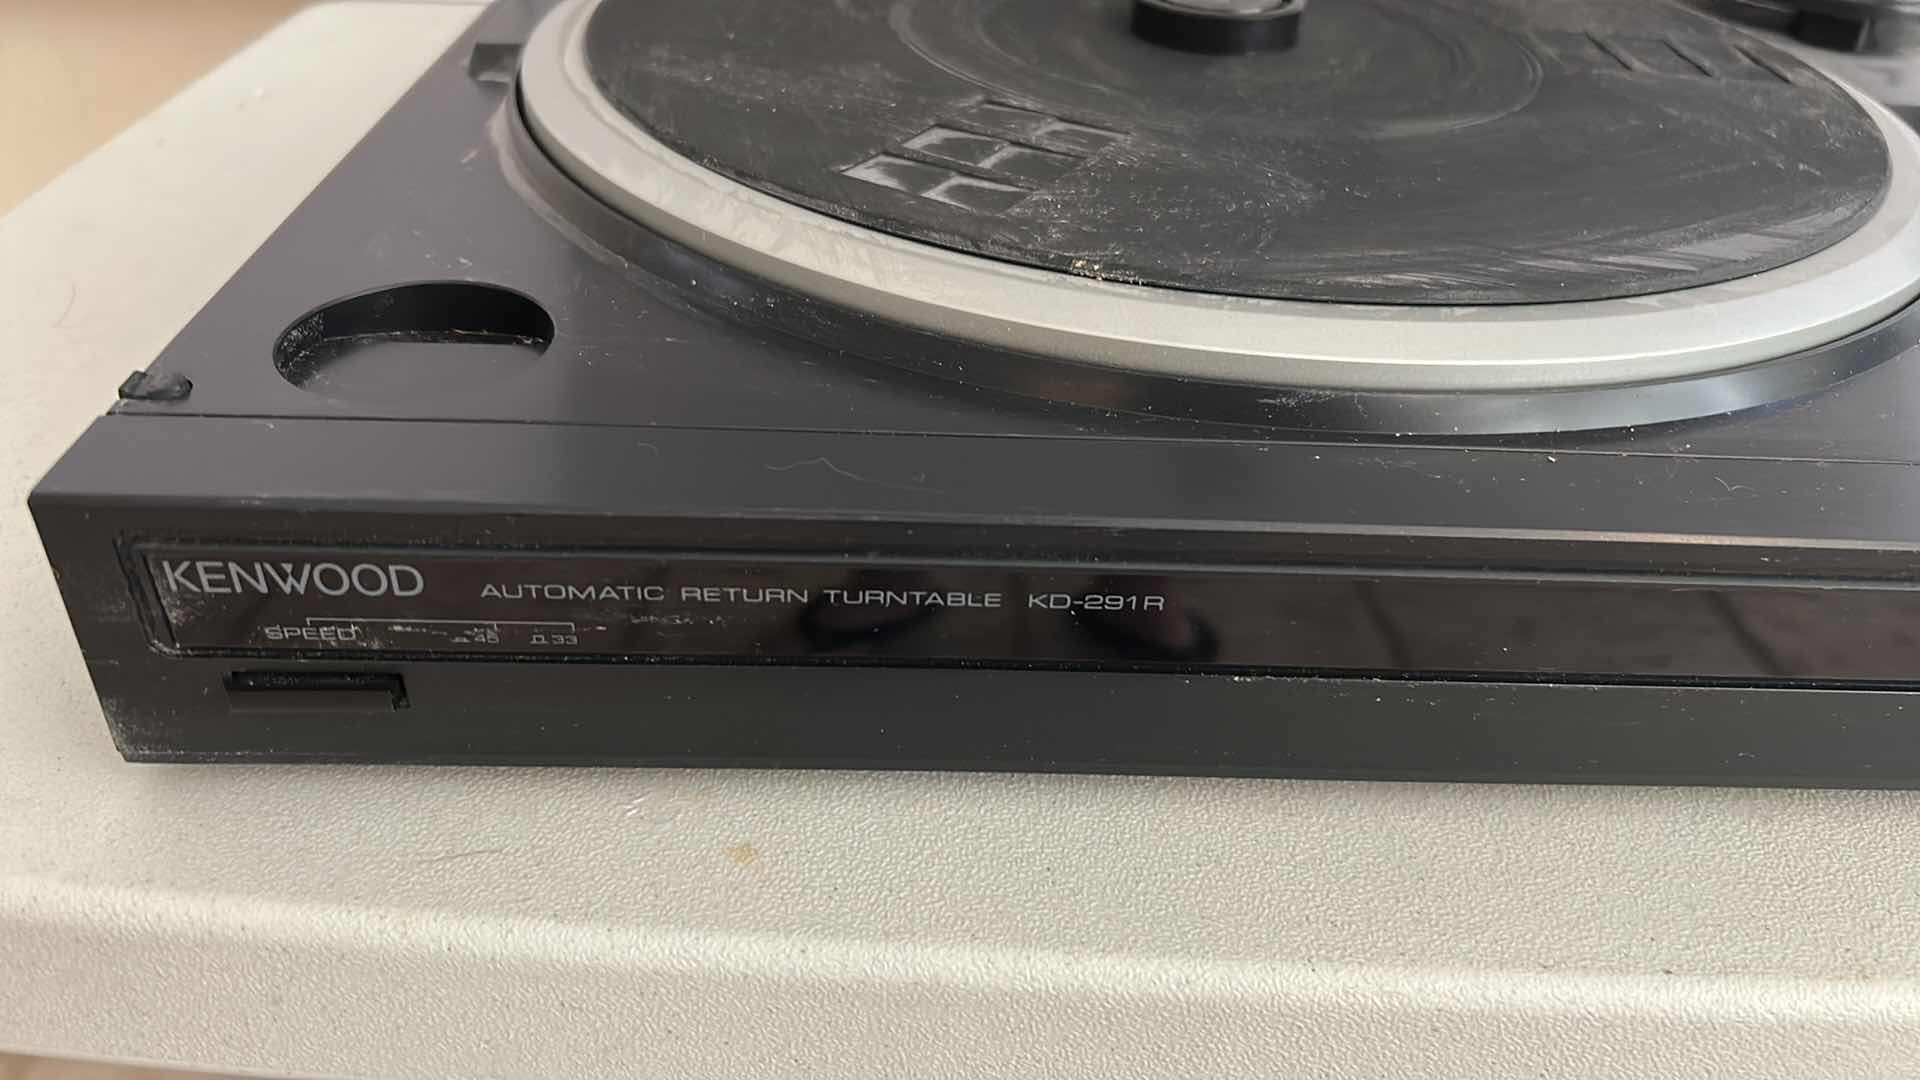 KENWOOD AUTOMATIC RETURN TURNTABLE KD-291R
SPEED 45 33